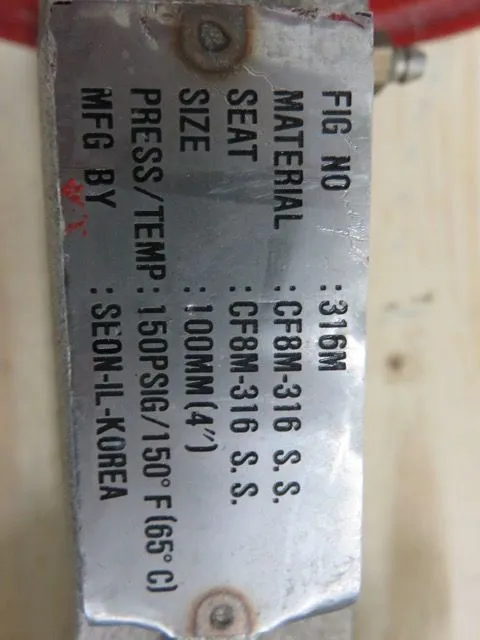 FIG NO : 316M
MATERIAL : CF8M-316 S.S.
SEAT : CF8M-316 S.S.
SIZE : 100MM(4")
PRESS/TEMP: 150PSIG/150°F(65°C)
MFG BY : SEON-IL-KOREA